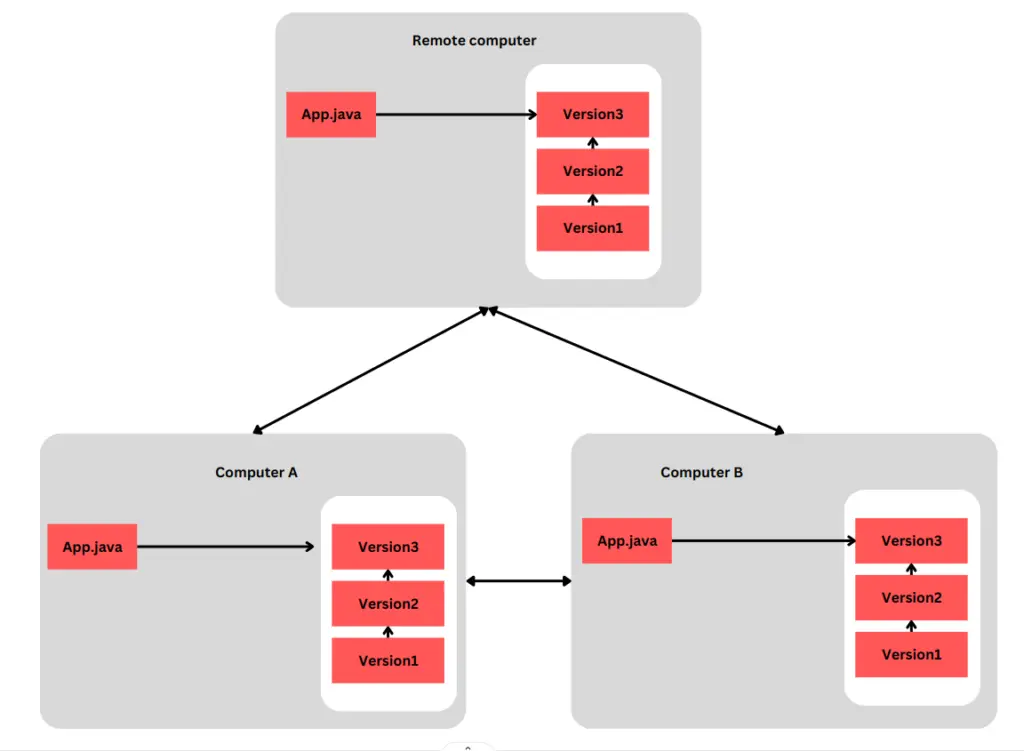 Remote computer
App.java
Version3
Version2
Version1
Computer A
App.java
Version3
Version2
Version1
Computer B
App.java
Version3
Version2
Version1